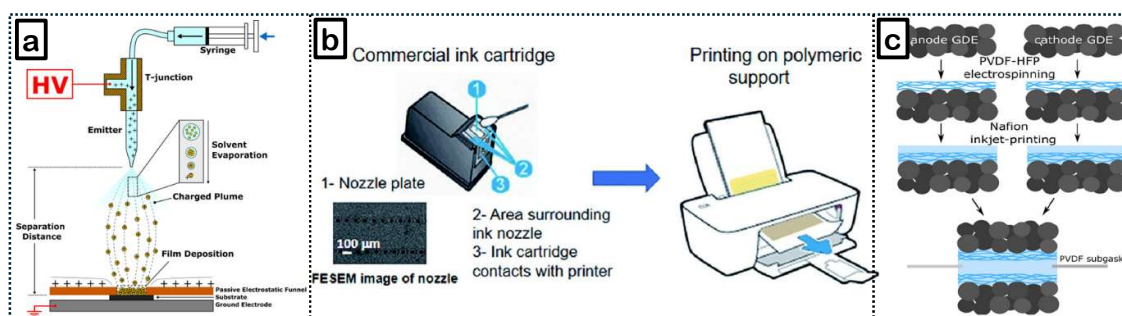 a
Syringe
T-junction
HV
Emitter
Solvent
Evaporation
Charged Plume
Separation
Distance
Film Deposition
Passive Electrostatic Funnel
Substrate
Ground Electrode
b
Commercial ink cartridge
1
2
3
1- Nozzle plate
100 µm
FESEM image of nozzle
2- Area surrounding
ink nozzle
3- Ink cartridge
contacts with printer
Printing on polymeric
support
c
anode GDE
cathode GDE
PVDF-HFP
electrospinning
Nafion
inkjet-printing
PVDF subgask